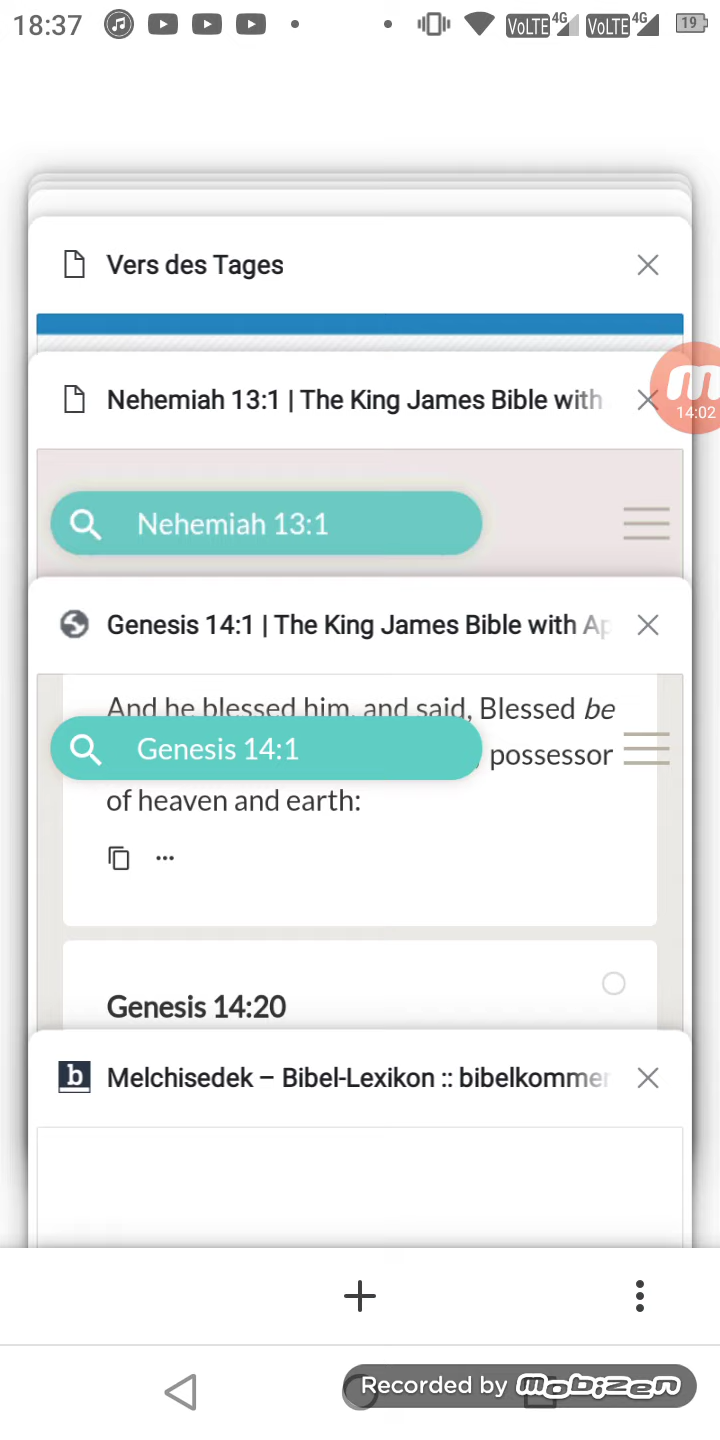 18:37
VoLTE 4G VoLTE 4G 19
Vers des Tages
Nehemiah 13:1 | The King James Bible with
14:02
Nehemiah 13:1
Genesis 14:1 | The King James Bible with Ap
And he blessed him, and said, Blessed be
Genesis 14:1
possessor
of heaven and earth:
Genesis 14:20
Melchisedek – Bibel-Lexikon :: bibelkommen
Recorded by mobizen